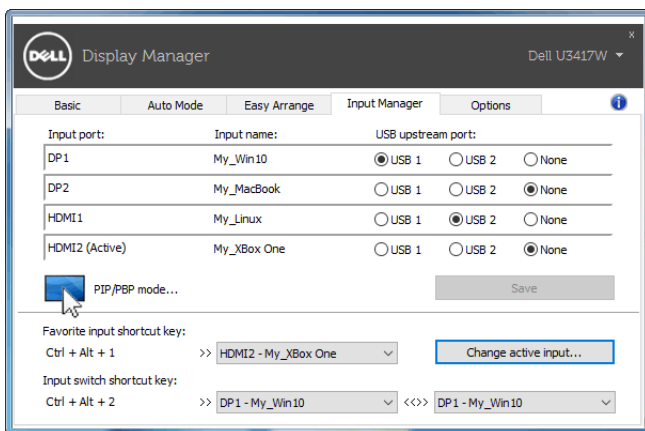 DELL Display Manager Dell U3417W
x
Basic Auto Mode Easy Arrange Input Manager Options i
Input port: Input name: USB upstream port:
DP1 My_Win10 USB 1 USB 2 None
DP2 My_MacBook USB 1 USB 2 None
HDMI1 My_Linux USB 1 USB 2 None
HDMI2 (Active) My_XBox One USB 1 USB 2 None
PIP/PBP mode... Save
Favorite input shortcut key:
Ctrl + Alt + 1 >> HDMI2 - My_XBox One Change active input...
Input switch shortcut key:
Ctrl + Alt + 2 >> DP1 - My_Win10 <<>> DP1 - My_Win10